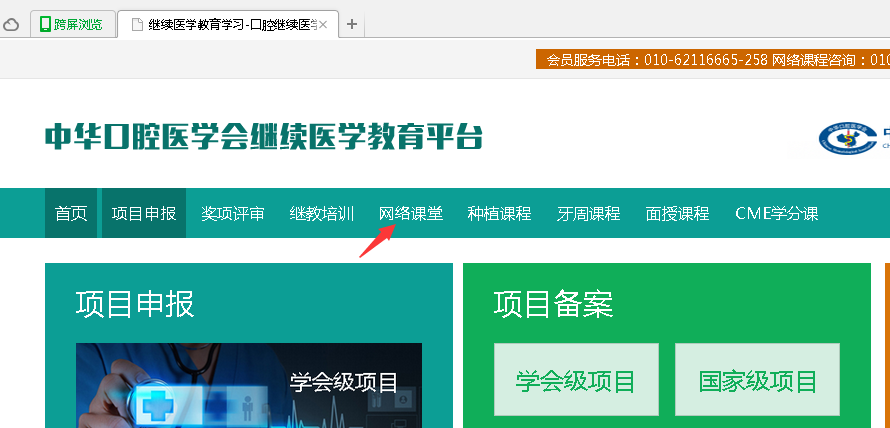 跨屏浏览
继续医学教育学习-口腔继续医学
会员服务电话：010-62116665-258 网络课程咨询：010
中华口腔医学会继续医学教育平台
首页 项目申报 奖项评审 继教培训 网络课堂 种植课程 牙周课程 面授课程 CME学分课
项目申报
学会级项目
项目备案
学会级项目 国家级项目